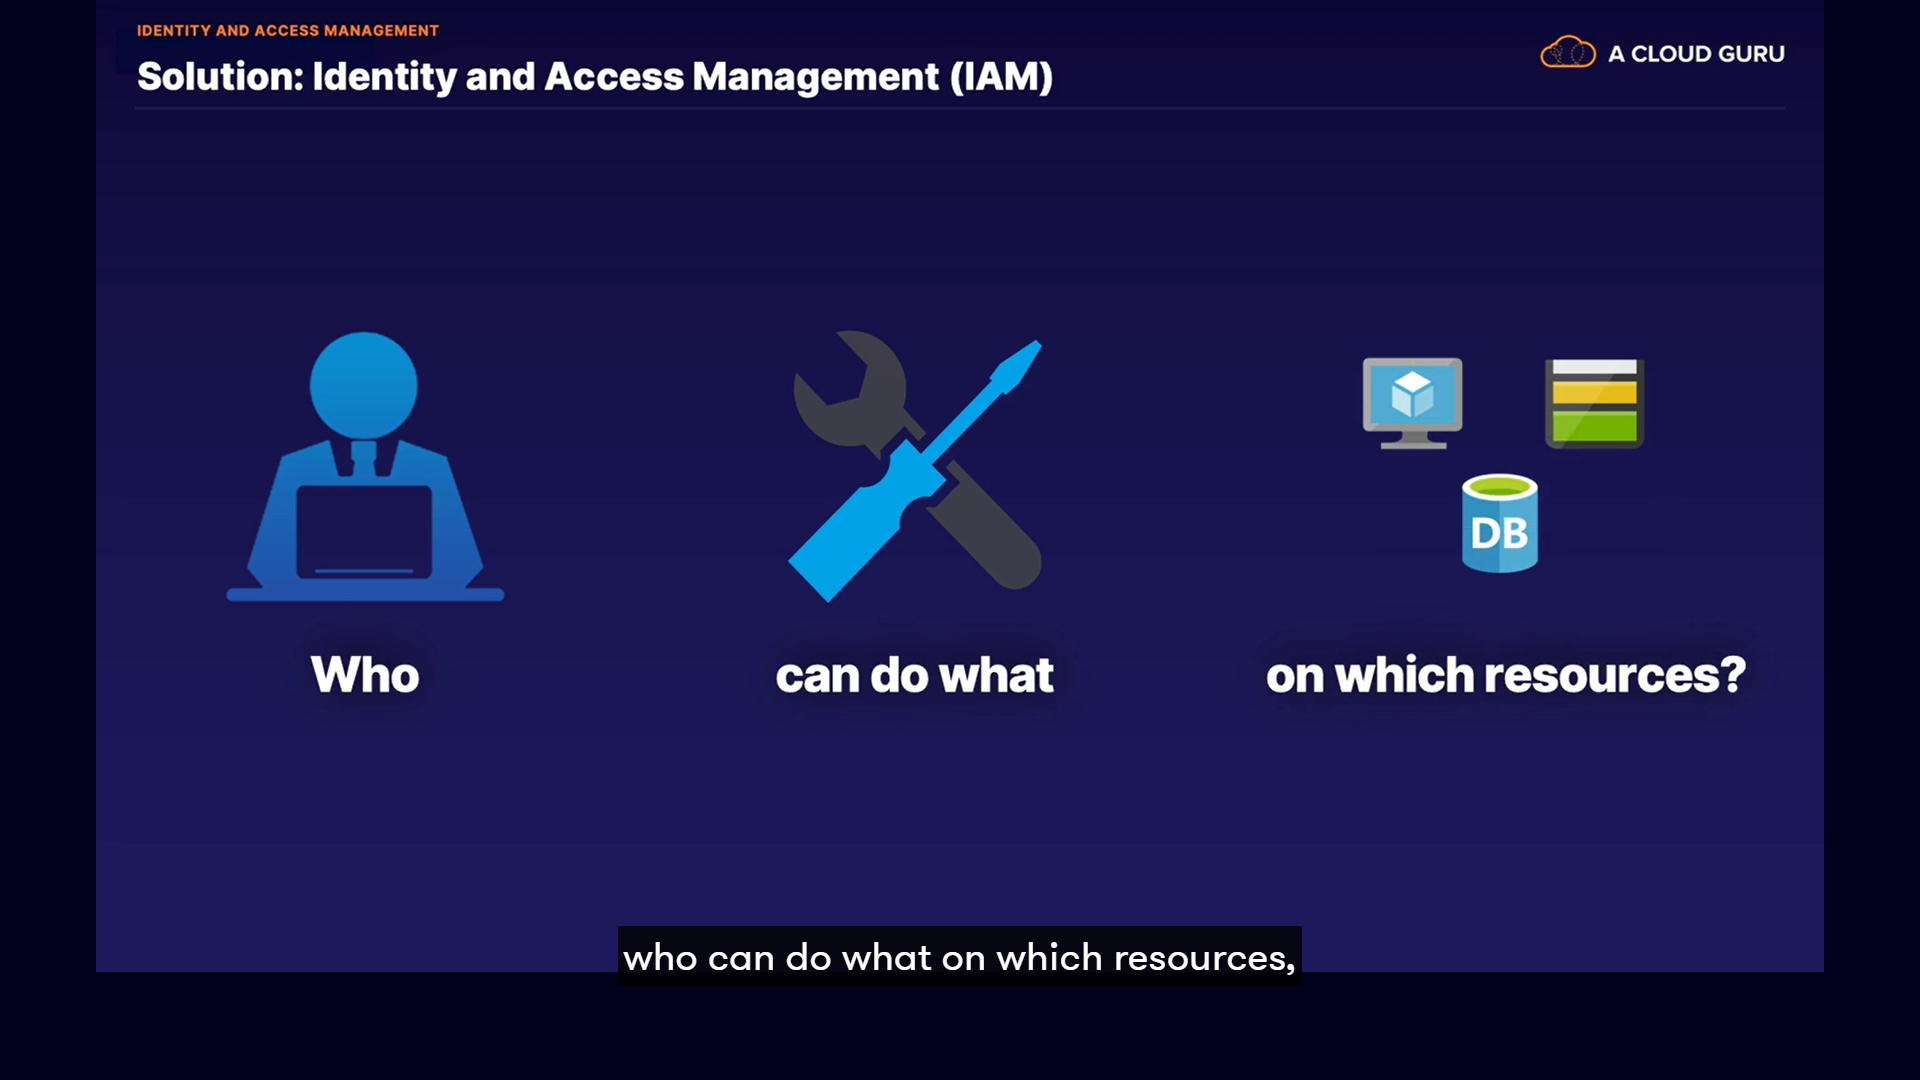 IDENTITY AND ACCESS MANAGEMENT
Solution: Identity and Access Management (IAM)
A CLOUD GURU
DB
Who
can do what
on which resources?
who can do what on which resources,